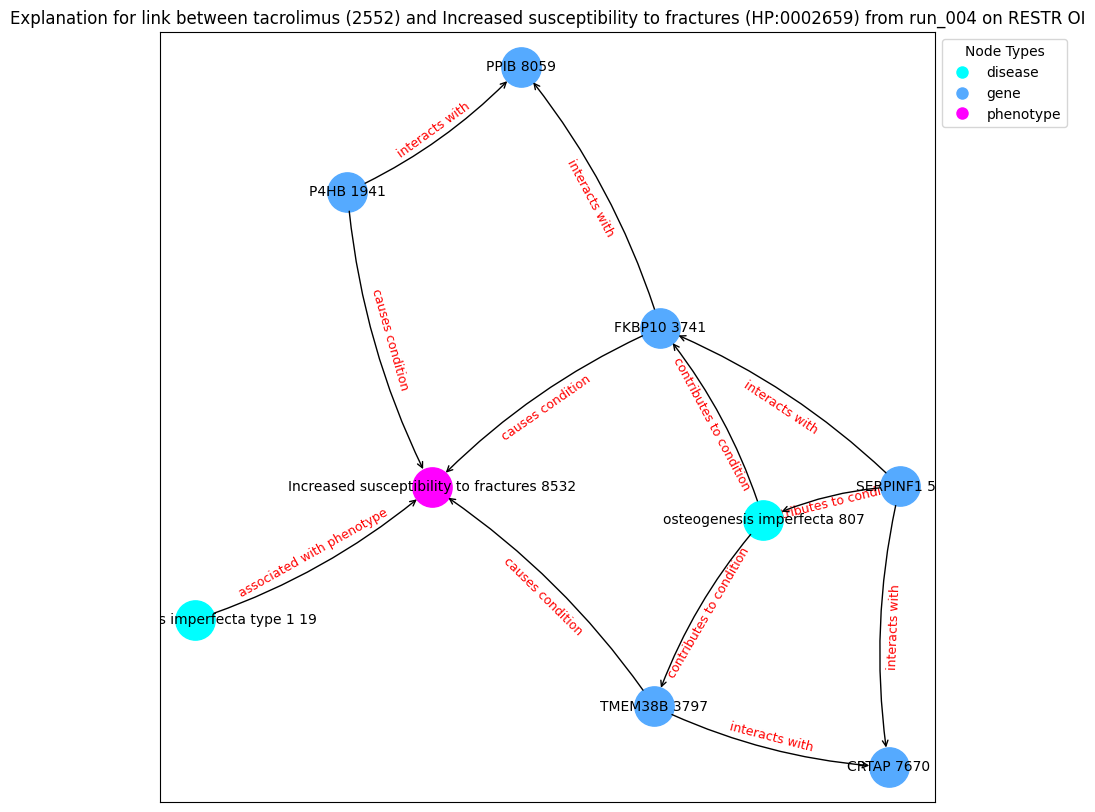 Explanation for link between tacrolimus (2552) and Increased susceptibility to fractures (HP:0002659) from run_004 on RESTR OI
Node Types
disease
gene
phenotype
PPIB 8059
interacts with
P4HB 1941
interacts with
causes condition
FKBP10 3741
contributes to condition
interacts with
causes condition
Increased susceptibility to fractures 8532
SERPINF1 5
ributes to condi
osteogenesis imperfecta 807
associated with phenotype
causes condition
contributes to condition
interacts with
s imperfecta type 1 19
TMEM38B 3797
interacts with
CRTAP 7670